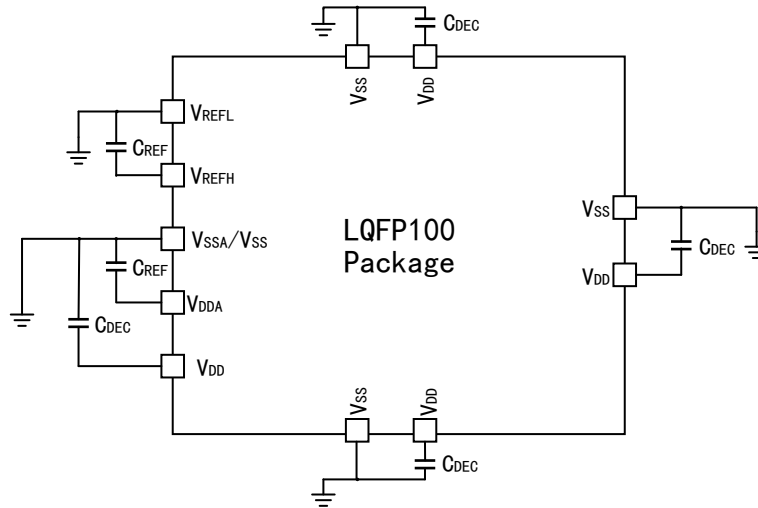 CDEC
VSS
VDD
VREFL
CREF
VREFH
VSSA/VSS
CREF
VDDA
CDEC
VDD
LQFP100
Package
VSS
CDEC
VDD
VSS
VDD
CDEC